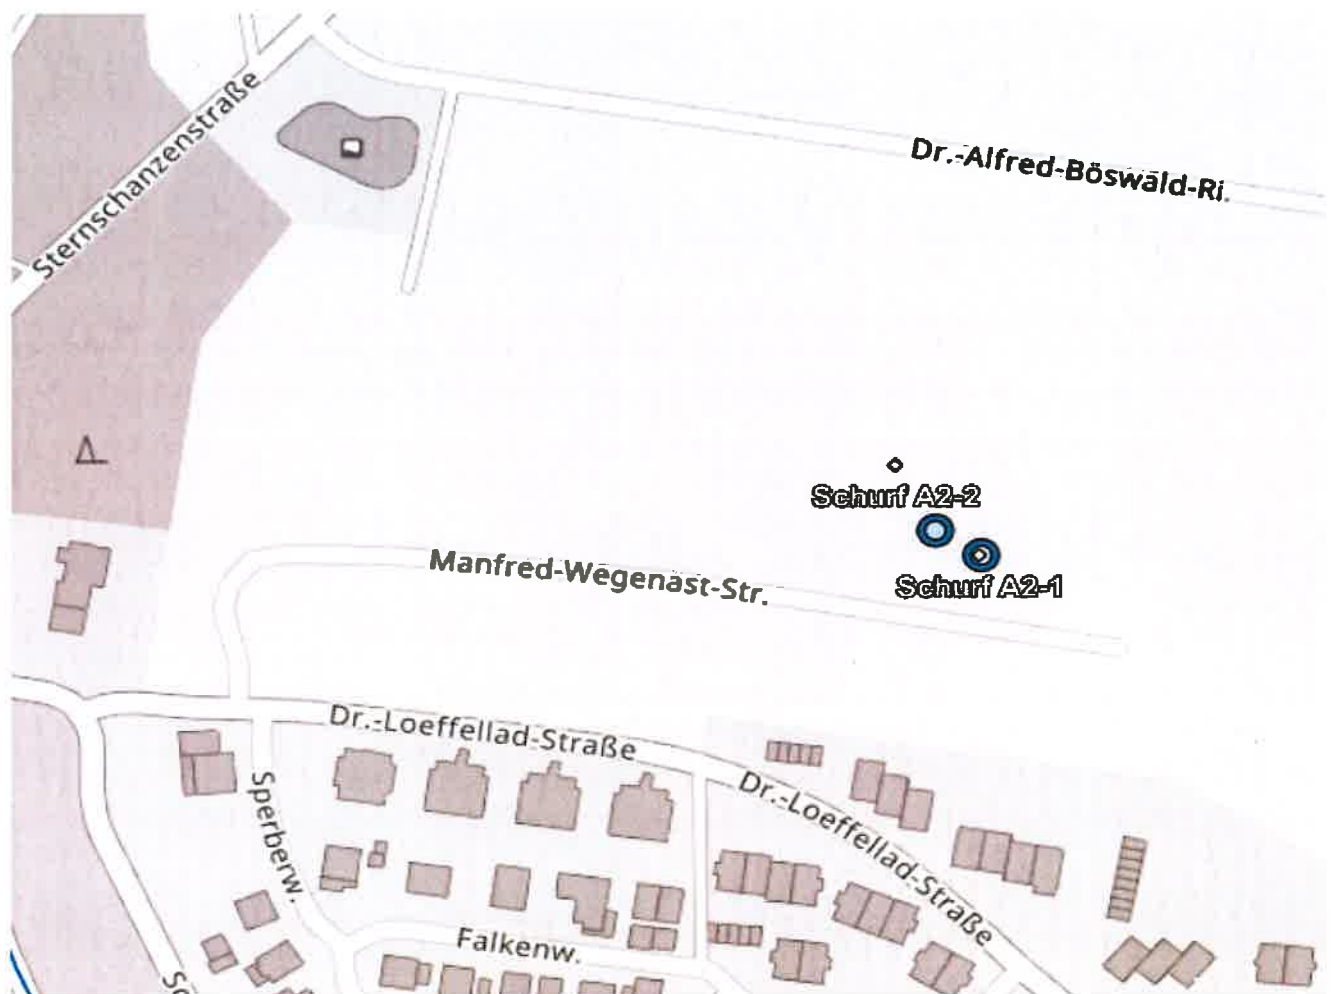 Sternschanzenstraße
Dr.-Alfred-Böswald-Ri.
Schurf A2-2
Schurf A2-1
Manfred-Wegenast-Str.
Dr.-Loeffellad-Straße
Dr.-Loeffellad-Straße
Sperberw.
Falkenw.